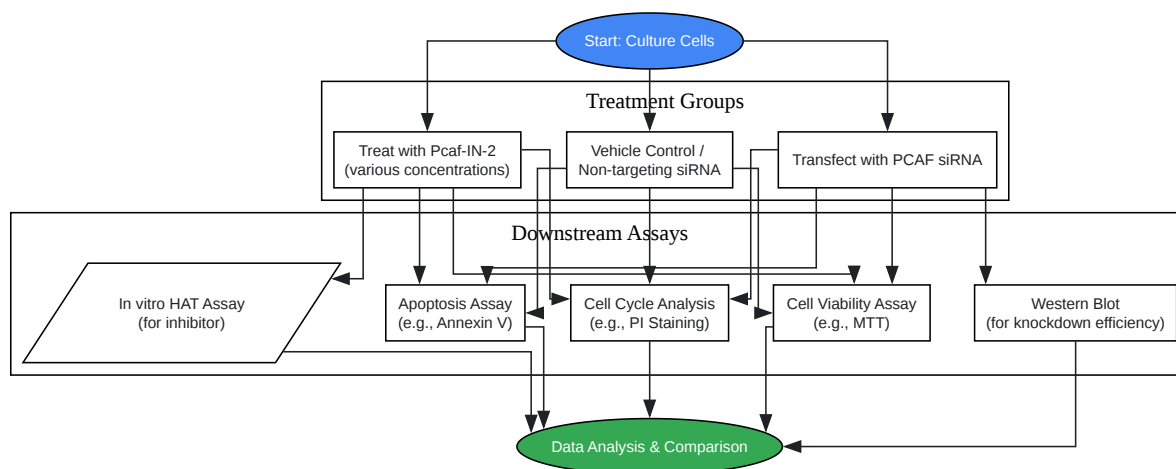 Start: Culture Cells
Treatment Groups
Treat with Pcaf-IN-2
(various concentrations)
Vehicle Control /
Non-targeting siRNA
Transfect with PCAF siRNA
Downstream Assays
In vitro HAT Assay
(for inhibitor)
Apoptosis Assay
(e.g., Annexin V)
Cell Cycle Analysis
(e.g., PI Staining)
Cell Viability Assay
(e.g., MTT)
Western Blot
(for knockdown efficiency)
Data Analysis & Comparison